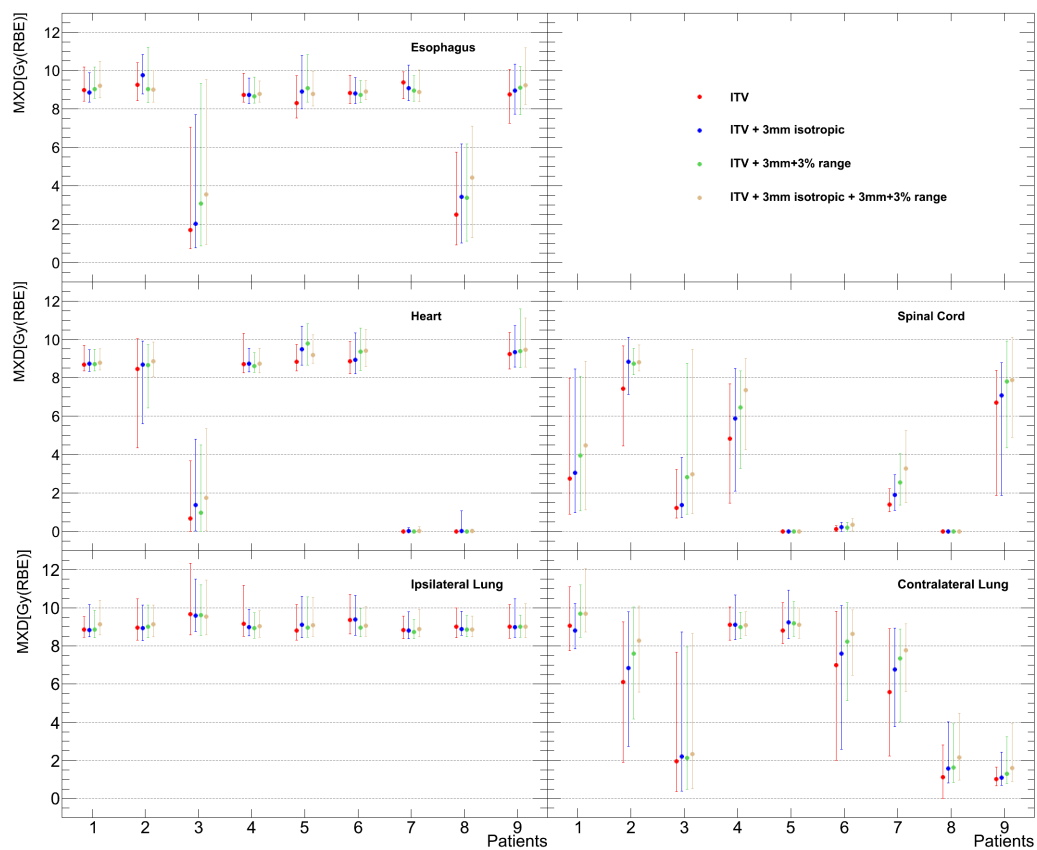 MXD[Gy(RBE)]
12
10
8
6
4
2
0
Esophagus
ITV
ITV + 3mm isotropic
ITV + 3mm+3% range
ITV + 3mm isotropic + 3mm+3% range
MXD[Gy(RBE)]
12
10
8
6
4
2
0
Heart
Spinal Cord
MXD[Gy(RBE)]
12
10
8
6
4
2
0
Ipsilateral Lung
Contralateral Lung
1 2 3 4 5 6 7 8 9
Patients
1 2 3 4 5 6 7 8 9
Patients